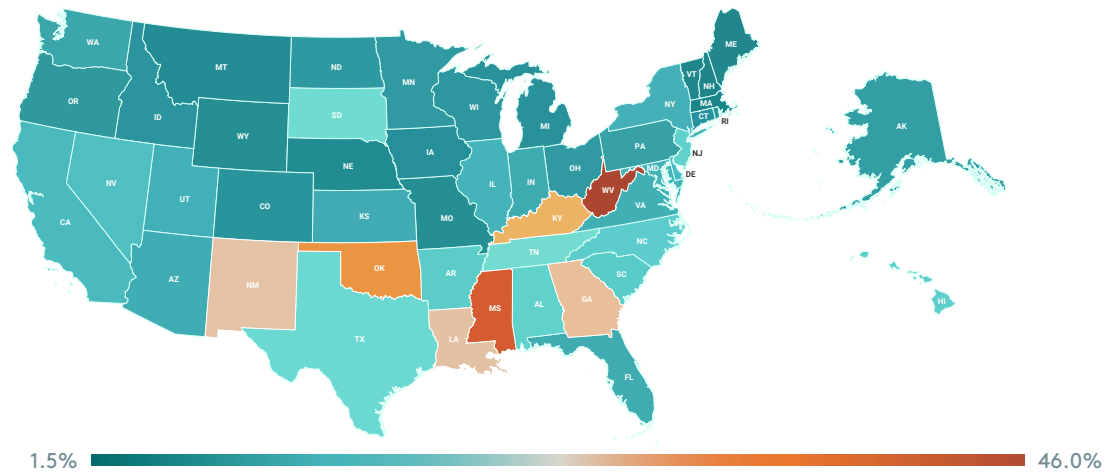 ME
WA
VT
MT
ND
NH
MN
OR
NY
MA
WI
ID
SD
CT
RI
MI
AK
WY
PA
IA
NJ
NE
OH
MD
DE
NV
IL
IN
WV
UT
CO
VA
KS
MO
KY
CA
NC
TN
AZ
OK
AR
SC
NM
GA
HI
MS
AL
TX
LA
FL
1.5%
46.0%